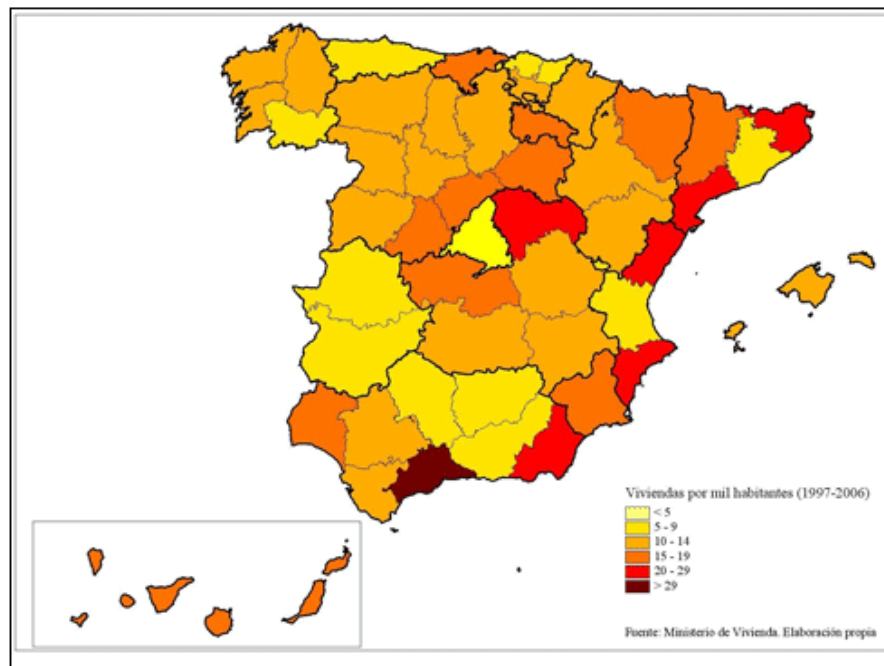 Viviendas por mil habitantes (1997-2006)
< 5
5 - 9
10 - 14
15 - 19
20 - 29
> 29
Fuente: Ministerio de Vivienda. Elaboración propia